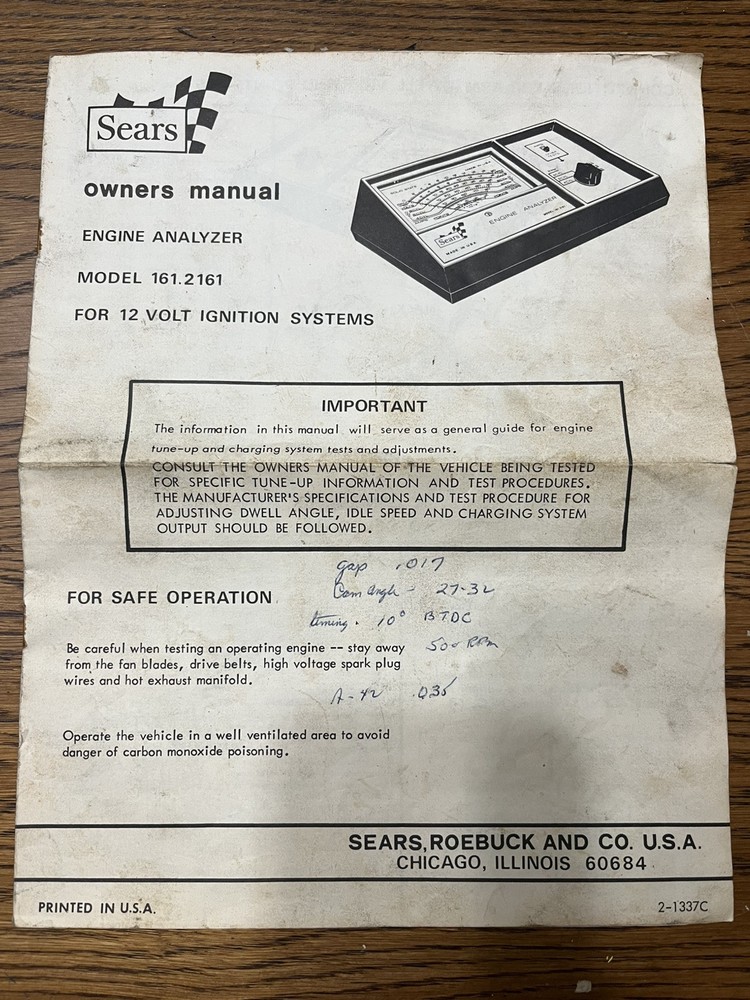 Sears
owners manual
ENGINE ANALYZER
MODEL 161.2161
FOR 12 VOLT IGNITION SYSTEMS
ENGINE ANALYZER
Sears
MADE IN U.S.A.
IMPORTANT
The information in this manual will serve as a general guide for engine
tune-up and charging system tests and adjustments.
CONSULT THE OWNERS MANUAL OF THE VEHICLE BEING TESTED
FOR SPECIFIC TUNE-UP INFORMATION AND TEST PROCEDURES.
THE MANUFACTURER'S SPECIFICATIONS AND TEST PROCEDURE FOR
ADJUSTING DWELL ANGLE, IDLE SPEED AND CHARGING SYSTEM
OUTPUT SHOULD BE FOLLOWED.
gap .017
Cam Angle - 27-32
timing. 10° BTDC
500 RPM
A-42 .035
FOR SAFE OPERATION
Be careful when testing an operating engine -- stay away
from the fan blades, drive belts, high voltage spark plug
wires and hot exhaust manifold.
Operate the vehicle in a well ventilated area to avoid
danger of carbon monoxide poisoning.
SEARS, ROEBUCK AND CO. U.S.A.
CHICAGO, ILLINOIS 60684
PRINTED IN U.S.A.
2-1337C